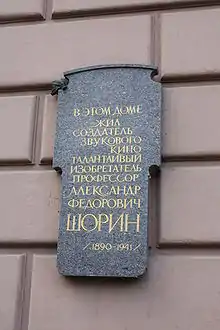 В ЭТОМ ДОМЕ
ЖИЛ
СОЗДАТЕЛЬ
ЗВУКОВОГО
КИНО
ТАЛАНТЛИВЫЙ
ИЗОБРЕТАТЕЛЬ
ПРОФЕССОР
АЛЕКСАНДР
ФЕДОРОВИЧ
ШОРИН
/1890-1941/